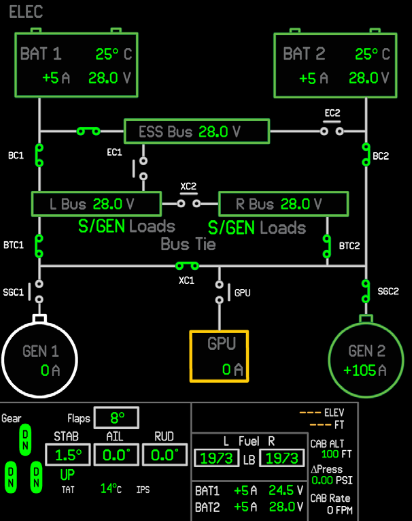 ELEC
BAT 1 25° C
+5 A 28.0 V
BAT 2 25° C
+5 A 28.0 V
EC2
ESS Bus 28.0 V
EC1
BC1
BC2
XC2
L Bus 28.0 V
R Bus 28.0 V
S/GEN Loads
S/GEN Loads
Bus Tie
BTC1
BTC2
XC1
SGC1
GPU
SGC2
GEN 1
0 A
GPU
0 A
GEN 2
+105 A
Gear
DN
DN DN
Flaps 8°
STAB AIL RUD
1.5° 0.0° 0.0°
UP
TAT 14°C IPS
--- ELEV
--- FT
L Fuel R
1973 LB 1973
CAB ALT
100 FT
ΔPress
0.00 PSI
CAB Rate
0 FPM
BAT1 +5 A 24.5 V
BAT2 +5 A 28.0 V